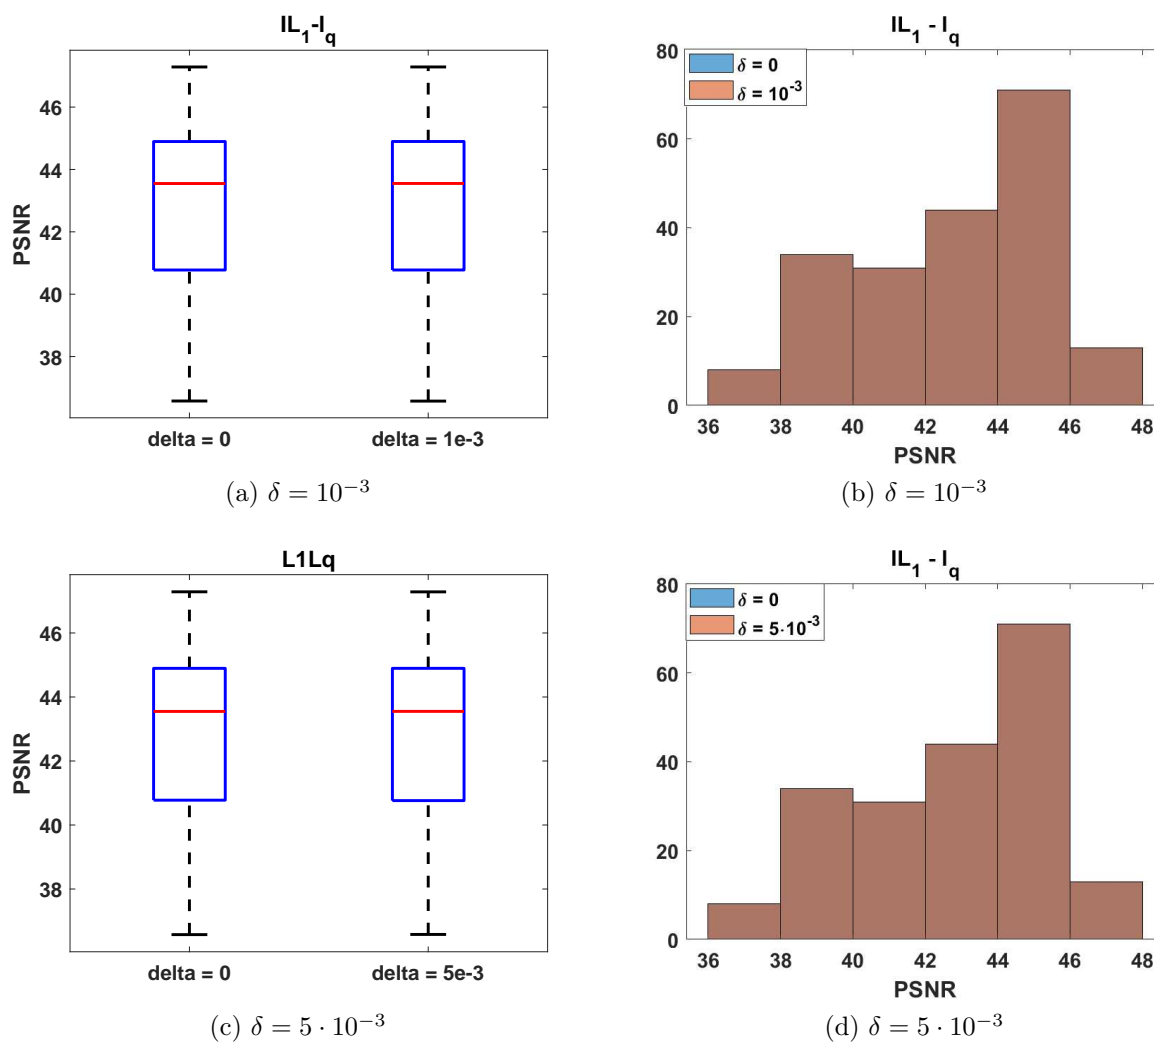 IL₁-lq
PSNR
46
44
42
40
38
delta = 0 delta = 1e-3
(a) δ = 10⁻³
IL₁ - lq
δ = 0
δ = 10⁻³
80
60
40
20
0
36 38 40 42 44 46 48
PSNR
(b) δ = 10⁻³
L1Lq
PSNR
46
44
42
40
38
delta = 0 delta = 5e-3
(c) δ = 5 · 10⁻³
IL₁ - lq
δ = 0
δ = 5·10⁻³
80
60
40
20
0
36 38 40 42 44 46 48
PSNR
(d) δ = 5 · 10⁻³